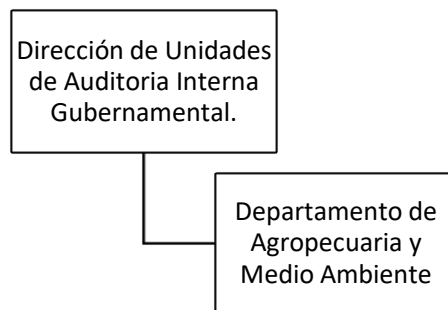 Dirección de Unidades
de Auditoria Interna
Gubernamental.
Departamento de
Agropecuaria y
Medio Ambiente